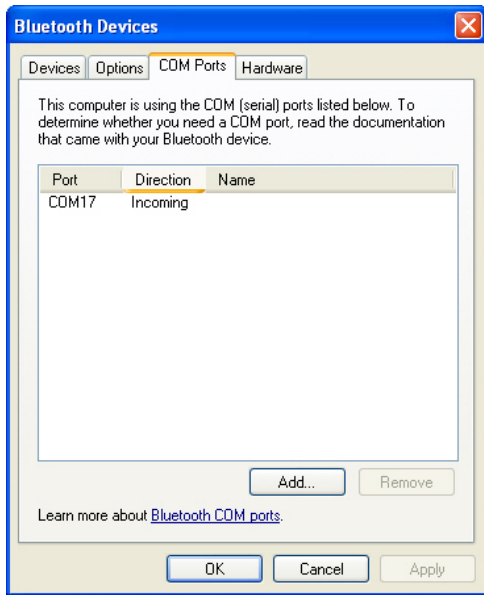 Bluetooth Devices
Devices Options COM Ports Hardware
This computer is using the COM (serial) ports listed below. To
determine whether you need a COM port, read the documentation
that came with your Bluetooth device.
Port Direction Name
COM17 Incoming
Add... Remove
Learn more about Bluetooth COM ports.
OK Cancel Apply